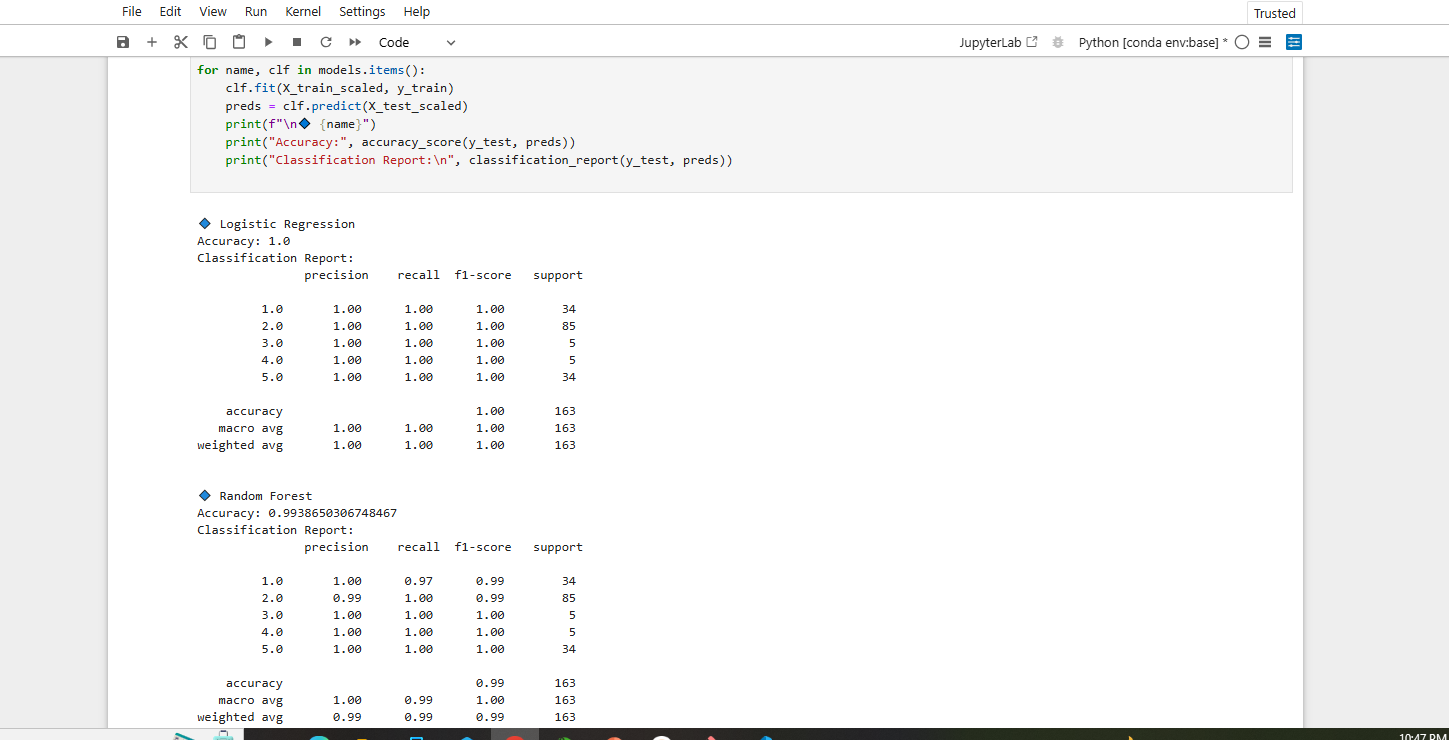 File Edit View Run Kernel Settings Help
Trusted
Code
JupyterLab
Python [conda env:base] *
for name, clf in models.items():
    clf.fit(X_train_scaled, y_train)
    preds = clf.predict(X_test_scaled)
    print(f"\n🔷 {name}")
    print("Accuracy:", accuracy_score(y_test, preds))
    print("Classification Report:\n", classification_report(y_test, preds))
🔷 Logistic Regression
Accuracy: 1.0
Classification Report:
precision recall f1-score support
1.0 1.00 1.00 1.00 34
2.0 1.00 1.00 1.00 85
3.0 1.00 1.00 1.00 5
4.0 1.00 1.00 1.00 5
5.0 1.00 1.00 1.00 34
accuracy 1.00 163
macro avg 1.00 1.00 1.00 163
weighted avg 1.00 1.00 1.00 163
🔷 Random Forest
Accuracy: 0.9938650306748467
Classification Report:
precision recall f1-score support
1.0 1.00 0.97 0.99 34
2.0 0.99 1.00 0.99 85
3.0 1.00 1.00 1.00 5
4.0 1.00 1.00 1.00 5
5.0 1.00 1.00 1.00 34
accuracy 0.99 163
macro avg 1.00 0.99 1.00 163
weighted avg 0.99 0.99 0.99 163
10:47 PM